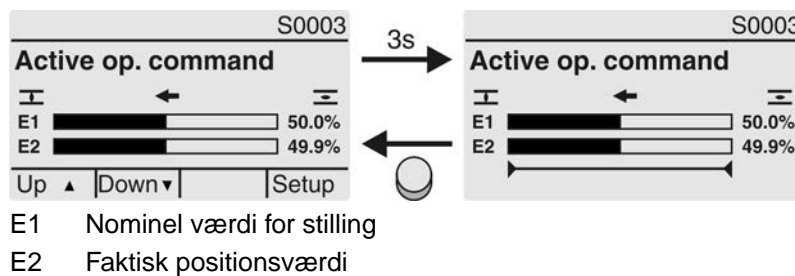 S0003
Active op. command
E1 50.0%
E2 49.9%
Up ▲ Down ▼ Setup
3s
S0003
Active op. command
E1 50.0%
E2 49.9%
E1 Nominel værdi for stilling
E2 Faktisk positionsværdi